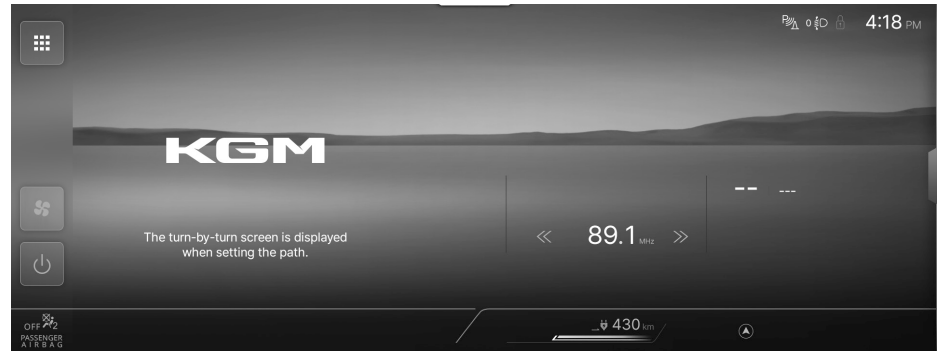 4:18 PM
KGM
-- ---
89.1 MHz
The turn-by-turn screen is displayed
when setting the path.
430 km
OFF 2
PASSENGER
AIRBAG